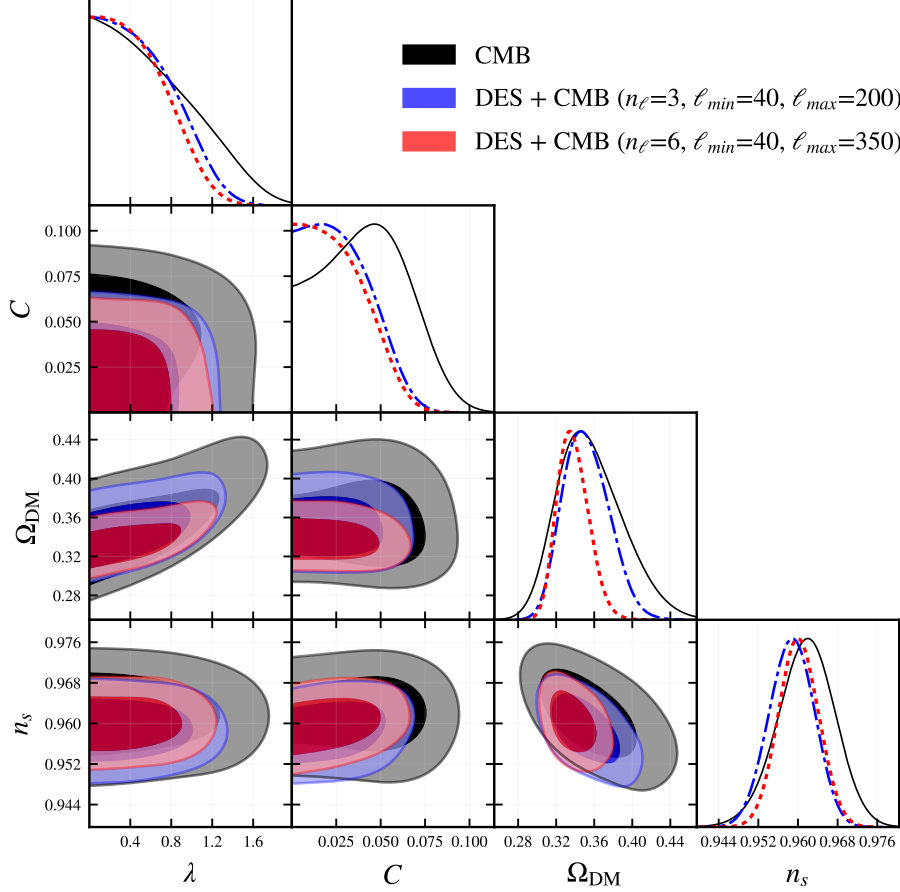 CMB
DES + CMB (nℓ=3, ℓmin=40, ℓmax=200)
DES + CMB (nℓ=6, ℓmin=40, ℓmax=350)
0.100
0.075
0.050
0.025
C
0.44
0.40
0.36
0.32
0.28
ΩDM
0.976
0.968
0.960
0.952
0.944
ns
0.4 0.8 1.2 1.6
0.025 0.050 0.075 0.100
0.28 0.32 0.36 0.40 0.44
0.944 0.952 0.960 0.968 0.976
λ C ΩDM ns